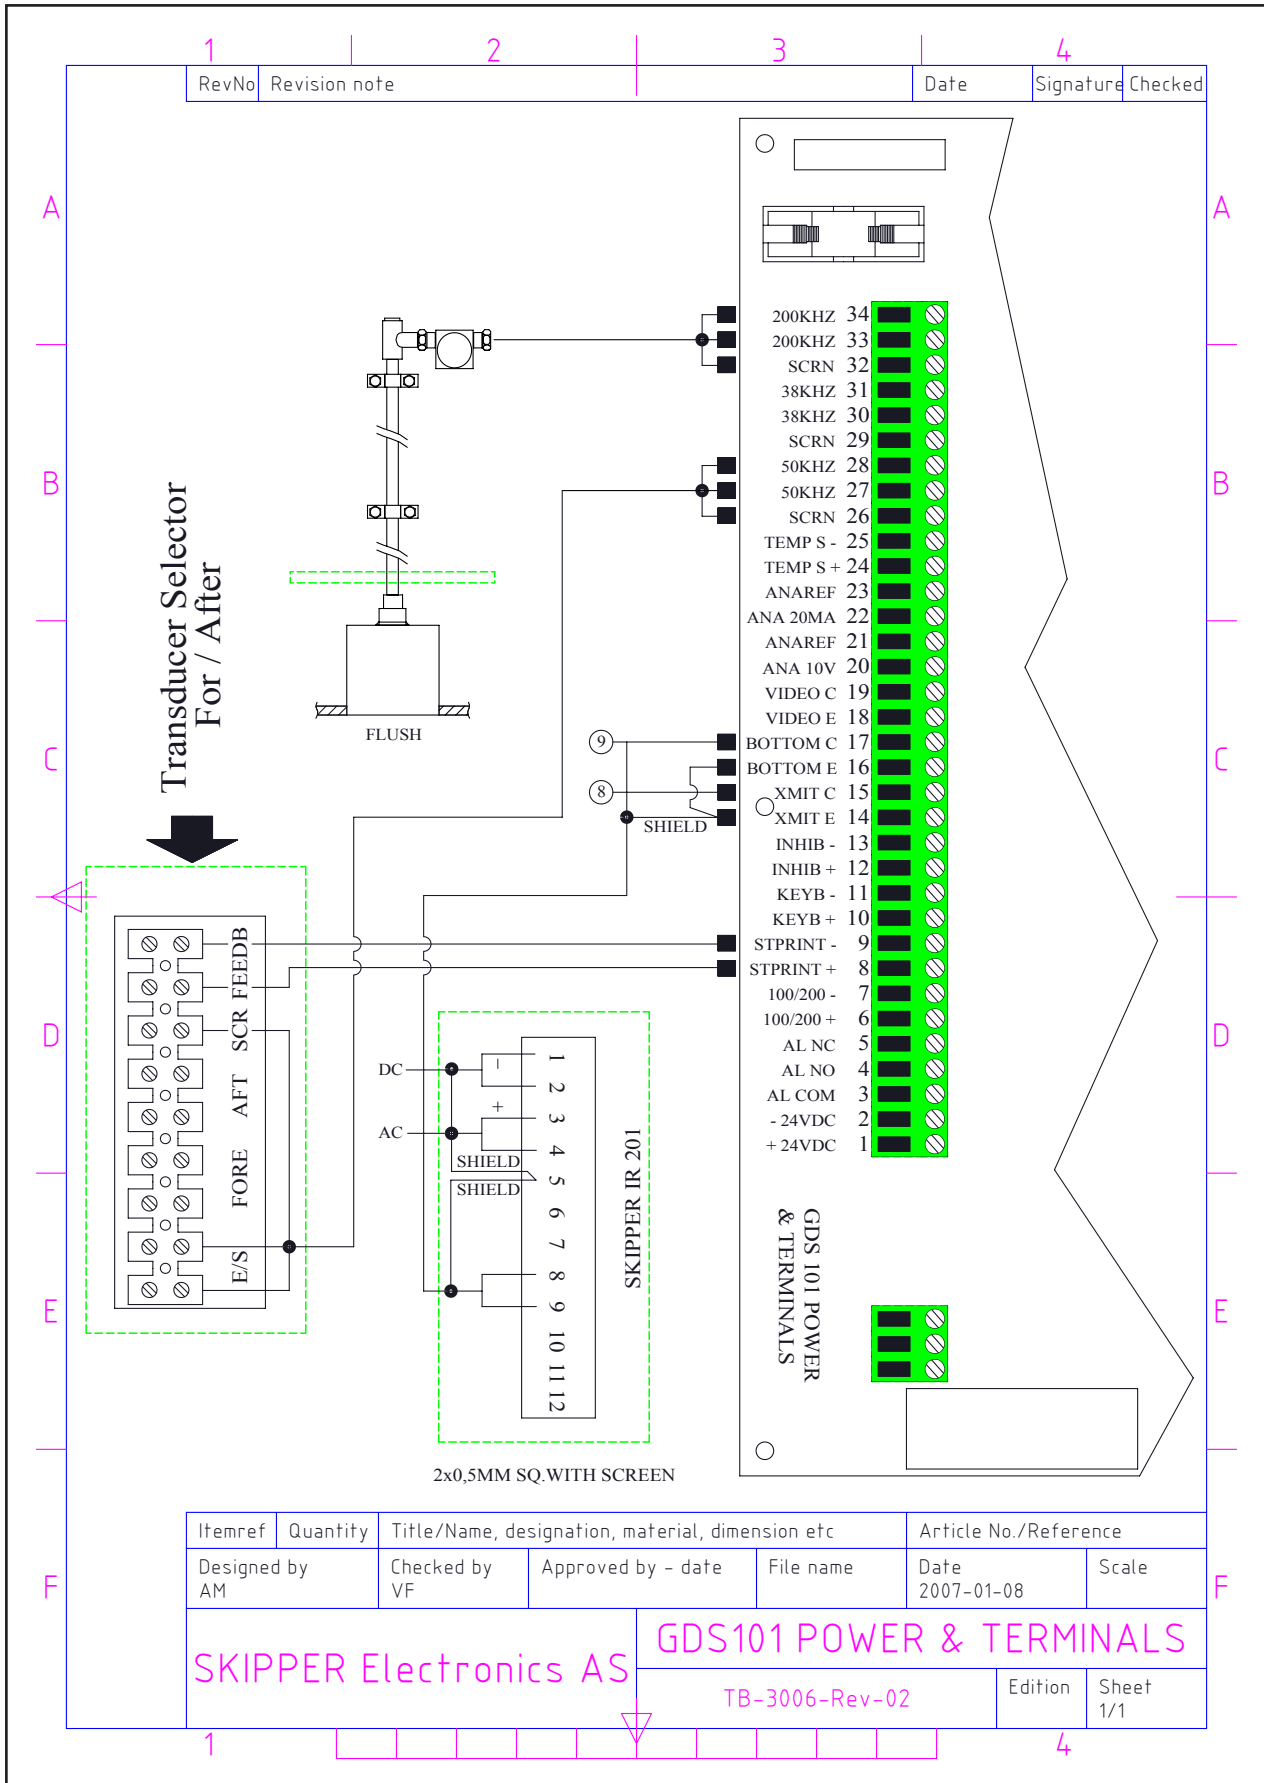 1
2
3
4
RevNo
Revision note
Date
Signature
Checked
A
A
B
B
C
C
D
D
E
E
F
F
200KHZ 34
200KHZ 33
SCRN 32
38KHZ 31
38KHZ 30
SCRN 29
50KHZ 28
50KHZ 27
SCRN 26
TEMP S - 25
TEMP S + 24
ANAREF 23
ANA 20MA 22
ANAREF 21
ANA 10V 20
VIDEO C 19
VIDEO E 18
BOTTOM C 17
BOTTOM E 16
XMIT C 15
XMIT E 14
INHIB - 13
INHIB + 12
KEYB - 11
KEYB + 10
STPRINT - 9
STPRINT + 8
100/200 - 7
100/200 + 6
AL NC 5
AL NO 4
AL COM 3
- 24VDC 2
+ 24VDC 1
GDS 101 POWER
& TERMINALS
Transducer Selector
For / After
FLUSH
9
8
SHIELD
FEEDB
SCR
AFT
FORE
E/S
DC
AC
-
+
SHIELD
SHIELD
1
2
3
4
5
6
7
8
9
10
11
12
SKIPPER IR 201
2x0,5MM SQ.WITH SCREEN
Itemref
Quantity
Title/Name, designation, material, dimension etc
Article No./Reference
Designed by
AM
Checked by
VF
Approved by - date
File name
Date
2007-01-08
Scale
SKIPPER Electronics AS
GDS101 POWER & TERMINALS
TB-3006-Rev-02
Edition
Sheet
1/1
1
4